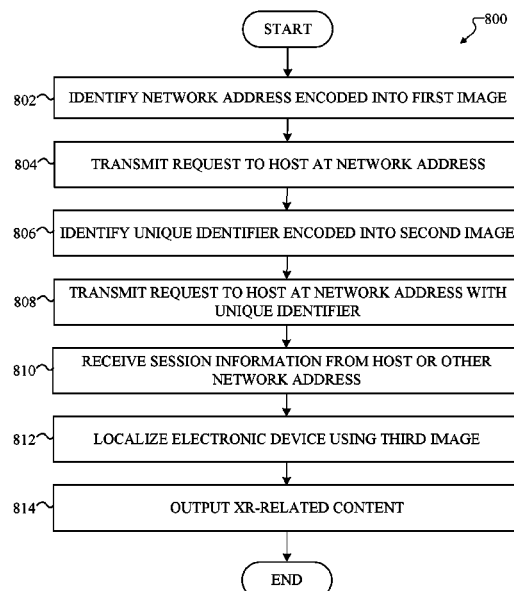 START
800
802
IDENTIFY NETWORK ADDRESS ENCODED INTO FIRST IMAGE
804
TRANSMIT REQUEST TO HOST AT NETWORK ADDRESS
806
IDENTIFY UNIQUE IDENTIFIER ENCODED INTO SECOND IMAGE
808
TRANSMIT REQUEST TO HOST AT NETWORK ADDRESS WITH
UNIQUE IDENTIFIER
810
RECEIVE SESSION INFORMATION FROM HOST OR OTHER
NETWORK ADDRESS
812
LOCALIZE ELECTRONIC DEVICE USING THIRD IMAGE
814
OUTPUT XR-RELATED CONTENT
END